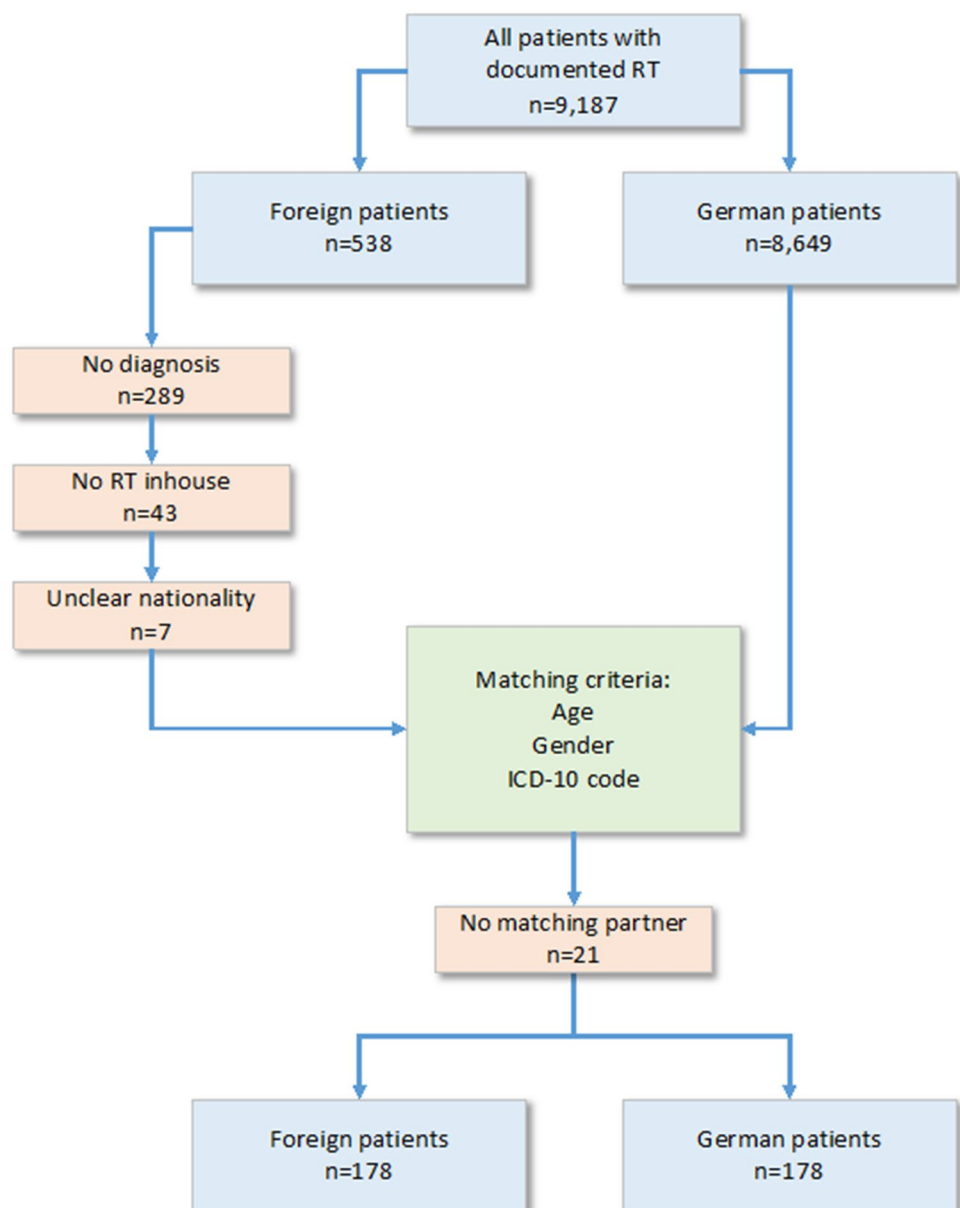 All patients with
documented RT
n=9,187
Foreign patients
n=538
German patients
n=8,649
No diagnosis
n=289
No RT inhouse
n=43
Unclear nationality
n=7
Matching criteria:
Age
Gender
ICD-10 code
No matching partner
n=21
Foreign patients
n=178
German patients
n=178